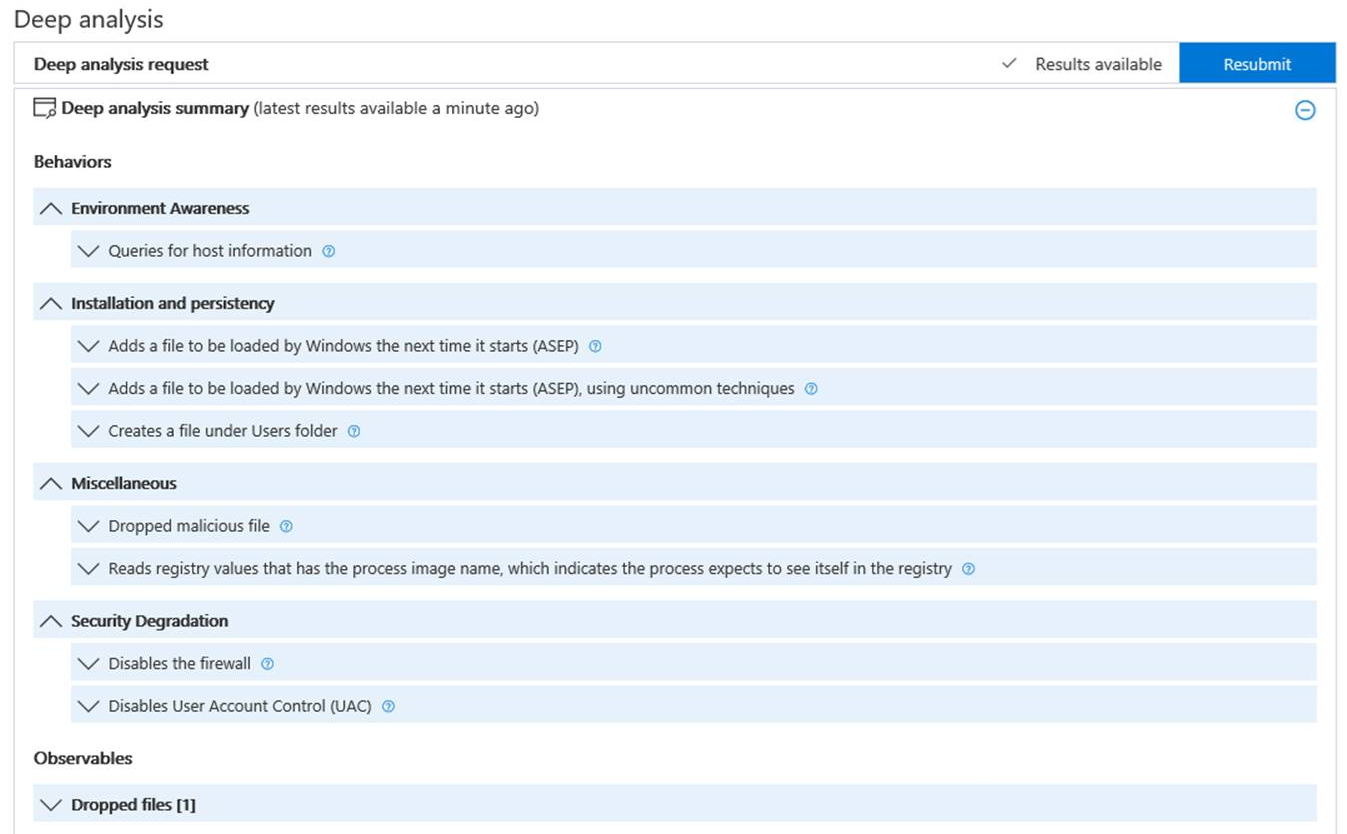 Deep analysis
Deep analysis request
Results available
Resubmit
Deep analysis summary (latest results available a minute ago)
Behaviors
Environment Awareness
Queries for host information
Installation and persistency
Adds a file to be loaded by Windows the next time it starts (ASEP)
Adds a file to be loaded by Windows the next time it starts (ASEP), using uncommon techniques
Creates a file under Users folder
Miscellaneous
Dropped malicious file
Reads registry values that has the process image name, which indicates the process expects to see itself in the registry
Security Degradation
Disables the firewall
Disables User Account Control (UAC)
Observables
Dropped files [1]